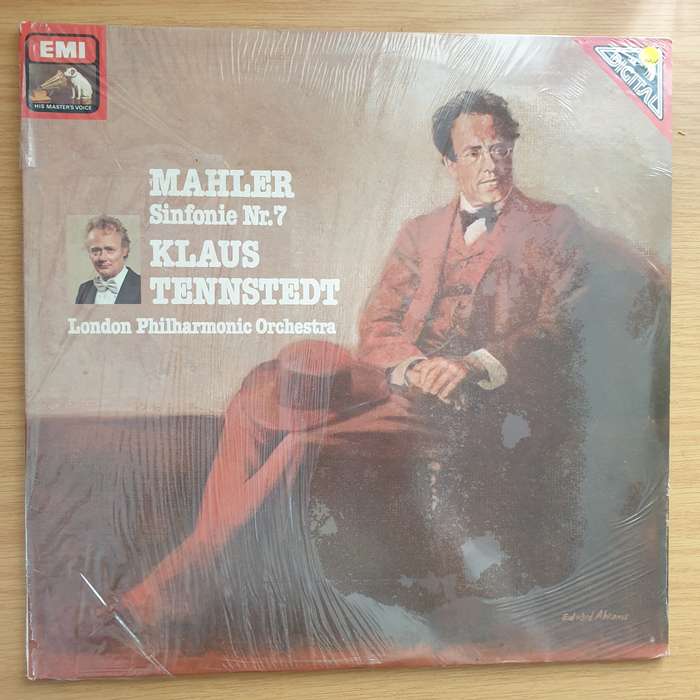 EMI
HIS MASTER'S VOICE
DIGITAL
MAHLER
Sinfonie Nr.7
KLAUS
TENNSTEDT
London Philharmonic Orchestra
Edward Abrams